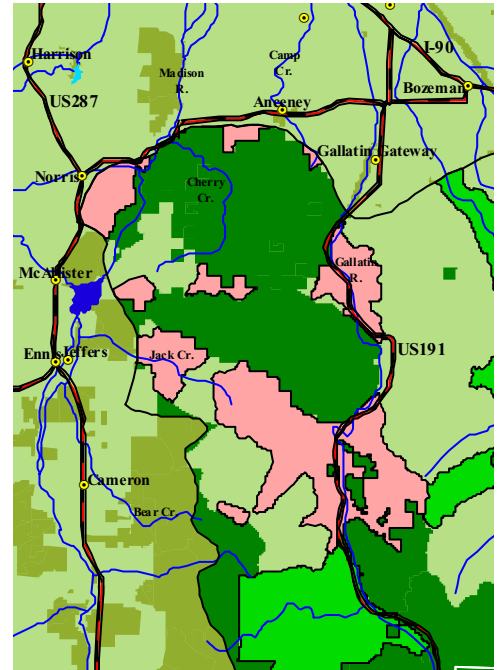 I-90
Harrison
Madison
R.
Camp
Cr.
Bozeman
US287
Anceney
Gallatin Gateway
Norris
Cherry
Cr.
Gallatin
R.
McAllister
US191
Ennis
Jeffers
Jack Cr.
Cameron
Bear Cr.